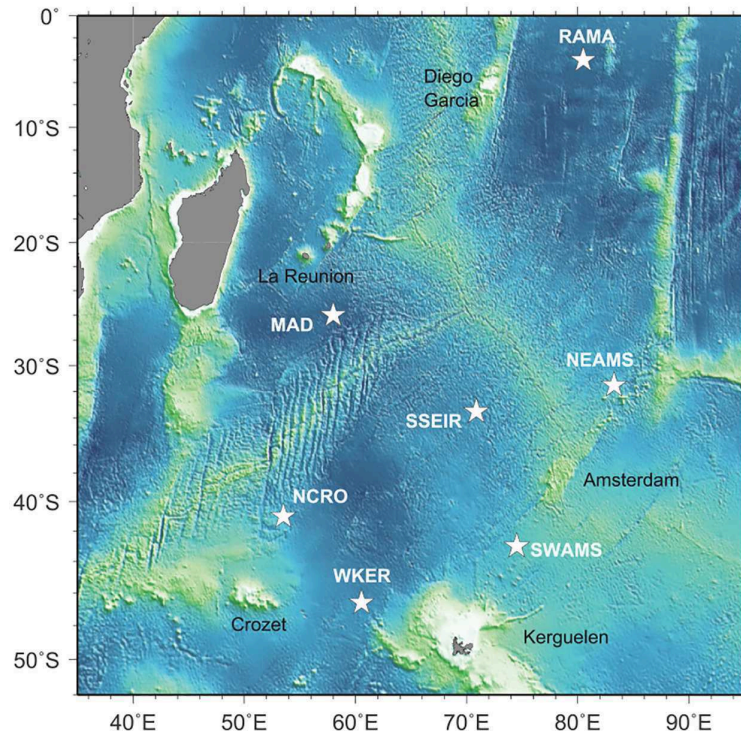 0°
10°S
20°S
30°S
40°S
50°S
RAMA
Diego
Garcia
La Reunion
MAD
NEAMS
SSEIR
Amsterdam
NCRO
SWAMS
WKER
Crozet
Kerguelen
40°E
50°E
60°E
70°E
80°E
90°E